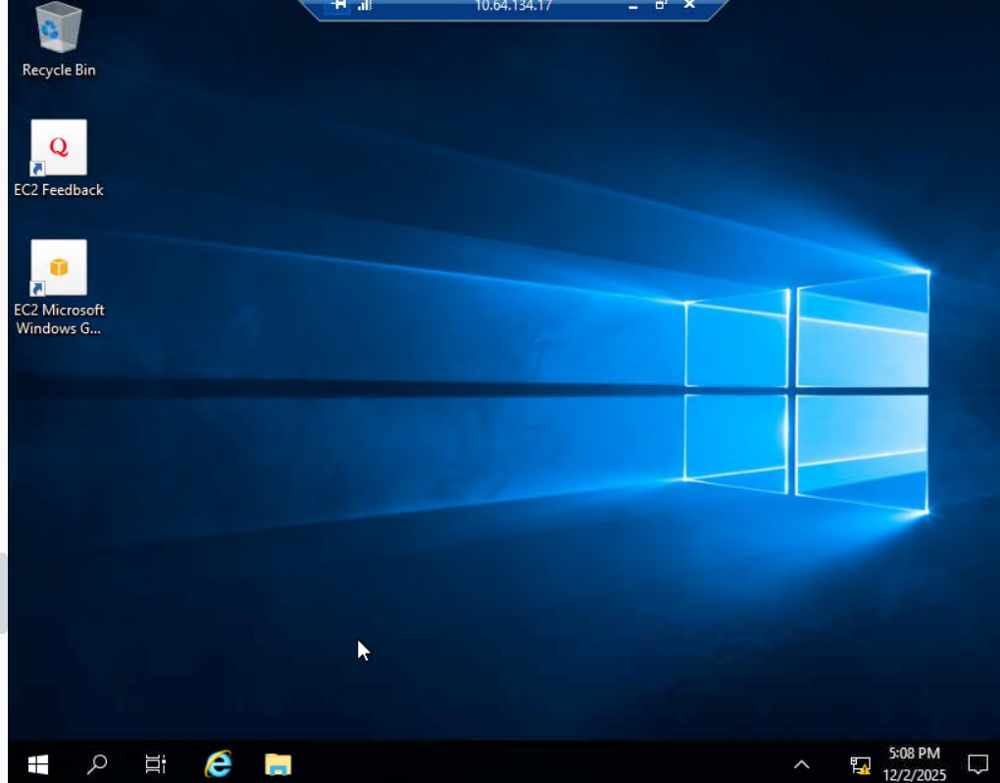 10.64.134.17
Recycle Bin
Q
EC2 Feedback
EC2 Microsoft
Windows G...
5:08 PM
12/2/2025